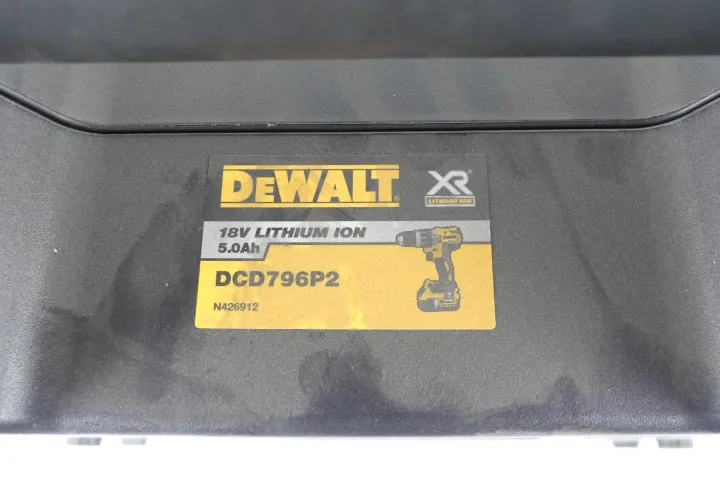 DEWALT®
XR
LITHIUM ION
18V LITHIUM ION
5.0Ah
DCD796P2
N426912